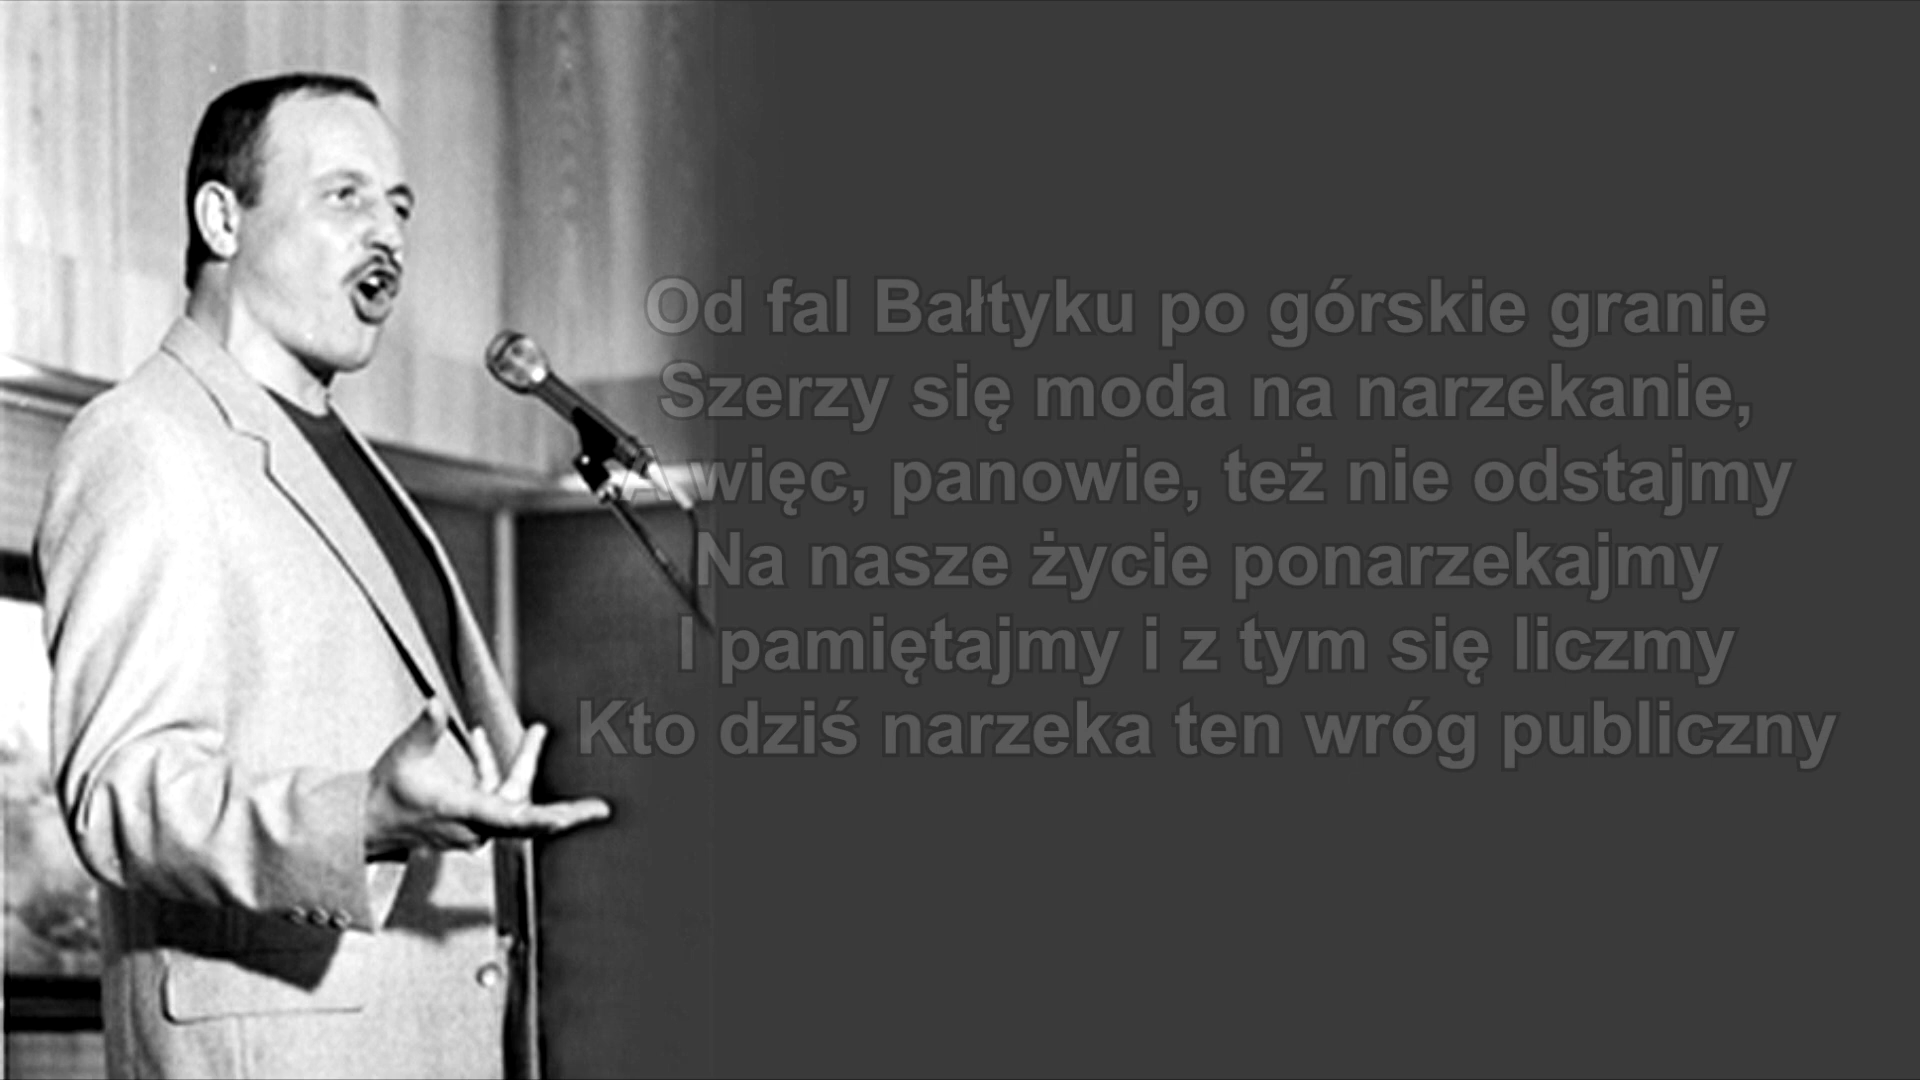 Od fal Bałtyku po górskie granie
Szerzy się moda na narzekanie,
A więc, panowie, też nie odstajmy
Na nasze życie ponarzekajmy
I pamiętajmy i z tym się liczmy
Kto dziś narzeka ten wróg publiczny